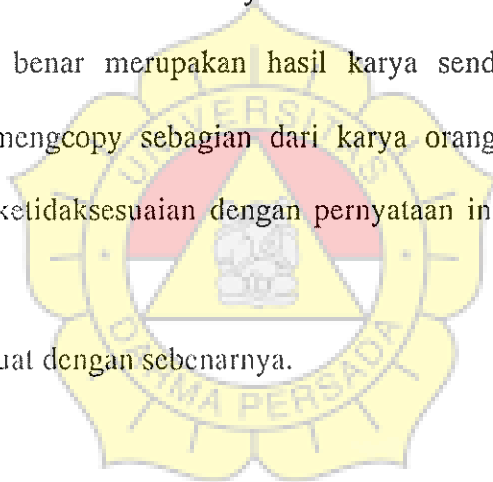 benar merupakan hasil karya send
mengcopy sebagian dari karya orang
ketidaksesuaian dengan pernyataan in
uat dengan sebenarnya.
UNIVERSITAS
DARMA PERSADA